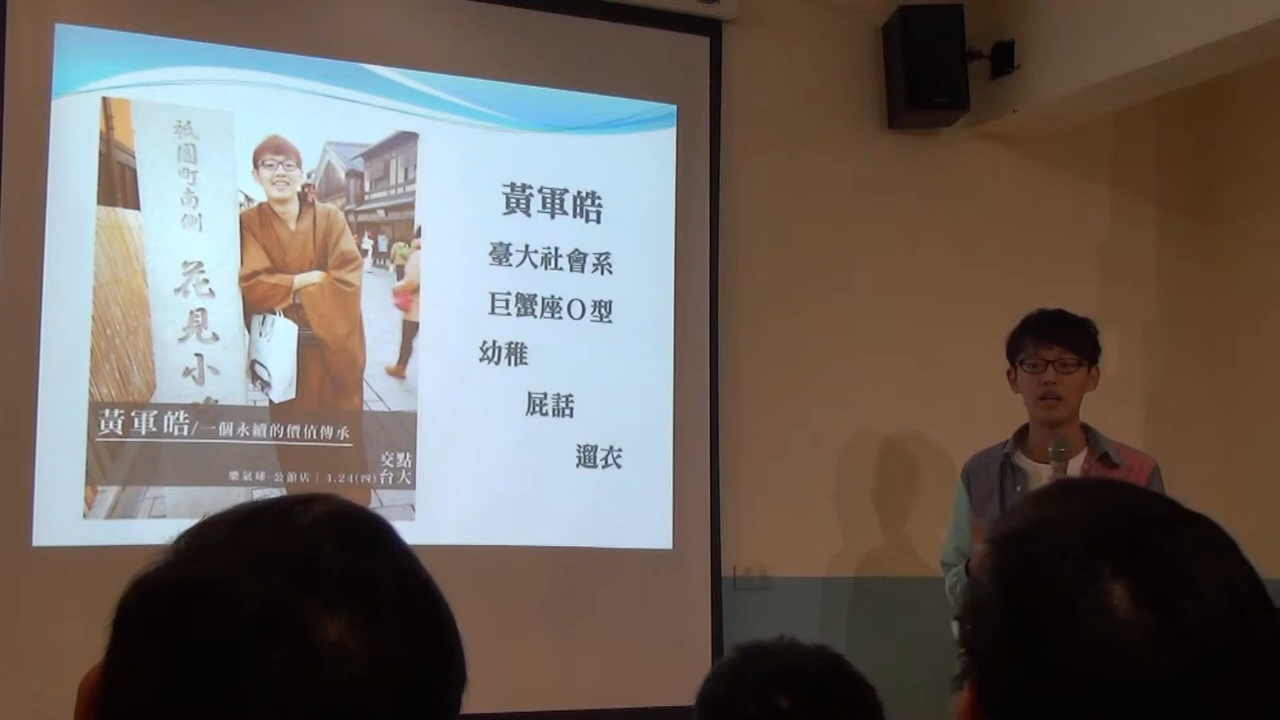 祇園町南側
花見小
黃軍皓/一個永續的價值傳承
交點
樂氣球‧公館店 | 4.24(四)台大
黃軍皓
臺大社會系
巨蟹座O型
幼稚
屁話
遛衣